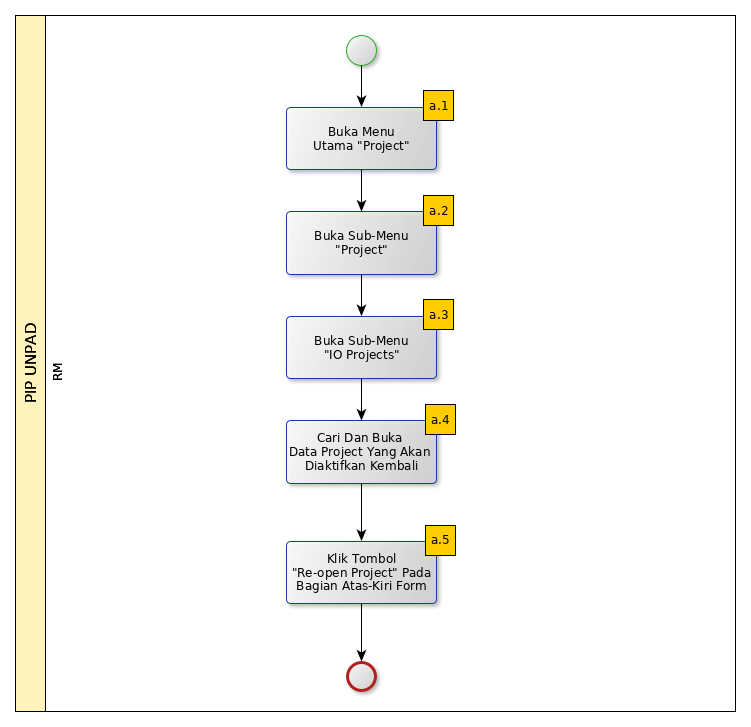 PIP UNPAD
RM
a.1
Buka Menu
Utama "Project"
a.2
Buka Sub-Menu
"Project"
a.3
Buka Sub-Menu
"IO Projects"
a.4
Cari Dan Buka
Data Project Yang Akan
Diaktifkan Kembali
a.5
Klik Tombol
"Re-open Project" Pada
Bagian Atas-Kiri Form